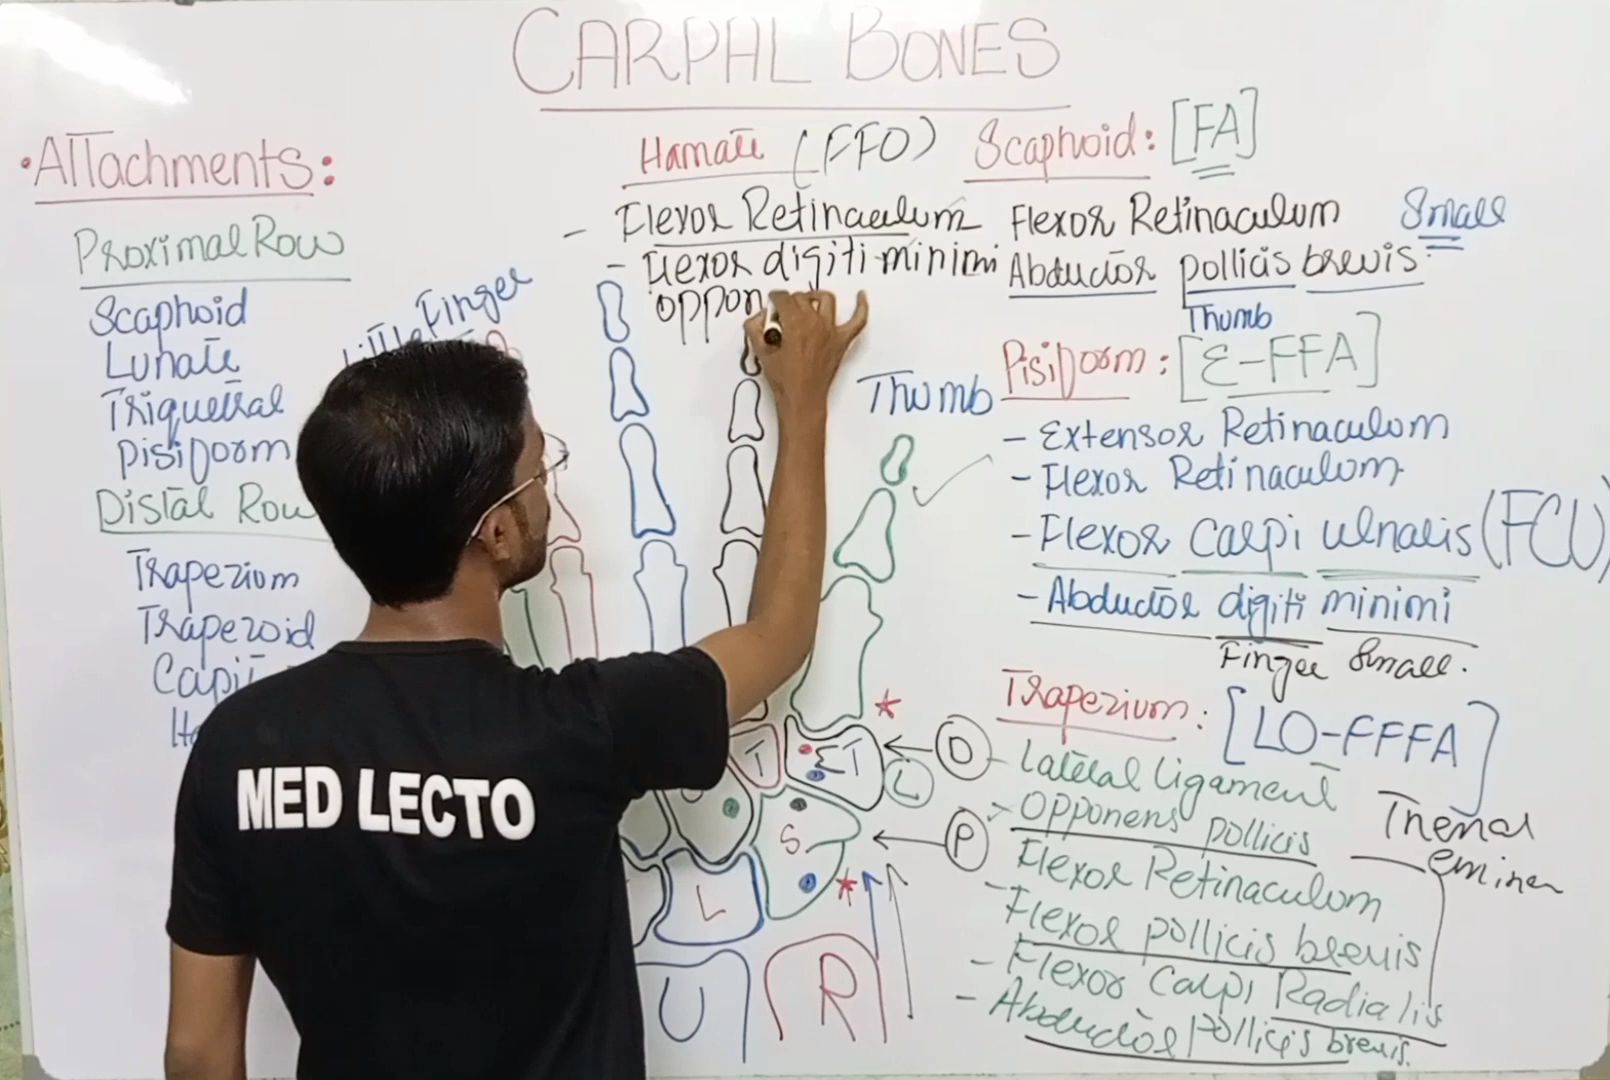 CARPAL BONES
• Attachments:
Proximal Row
Scaphoid
Lunate
Triquetral
Pisiform
Distal Row
Trapezium
Trapezoid
Little Finger
Hamate (FFO)
- Flexor Retinaculum
- Flexor digiti minimi
oppon
Scaphoid: [FA]
Flexor Retinaculum
Small
Abductor pollicis brevis
Thumb
Pisiform: [E-FFA]
- Extensor Retinaculum
- Flexor Retinaculum
- Flexor Carpi ulnaris (FCU)
- Abductor digiti minimi
Finger Small.
Trapezium: [LO-FFFA]
- Lateral Ligament
- Opponens pollicis
Flexor Retinaculum
- Flexor pollicis brevis
- Flexor Carpi Radialis
- Abductor pollicis brevis.
Thenar
eminen
Thumb
T
T
D
L
S
P
L
U
R
MED LECTO